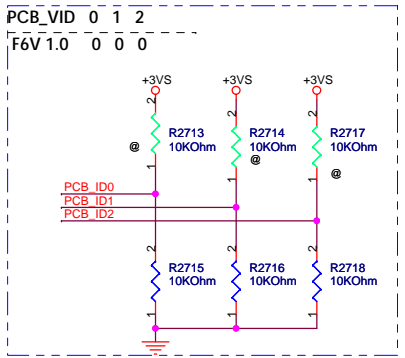 PCB_VID 0 1 2
F6V 1.0 0 0 0
+3VS +3VS +3VS
2 2 2
R2713 R2714 R2717
10KOhm 10KOhm 10KOhm
@ @ @
1 1 1
PCB_ID0
PCB_ID1
PCB_ID2
2 2 2
R2715 R2716 R2718
10KOhm 10KOhm 10KOhm
1 1 1